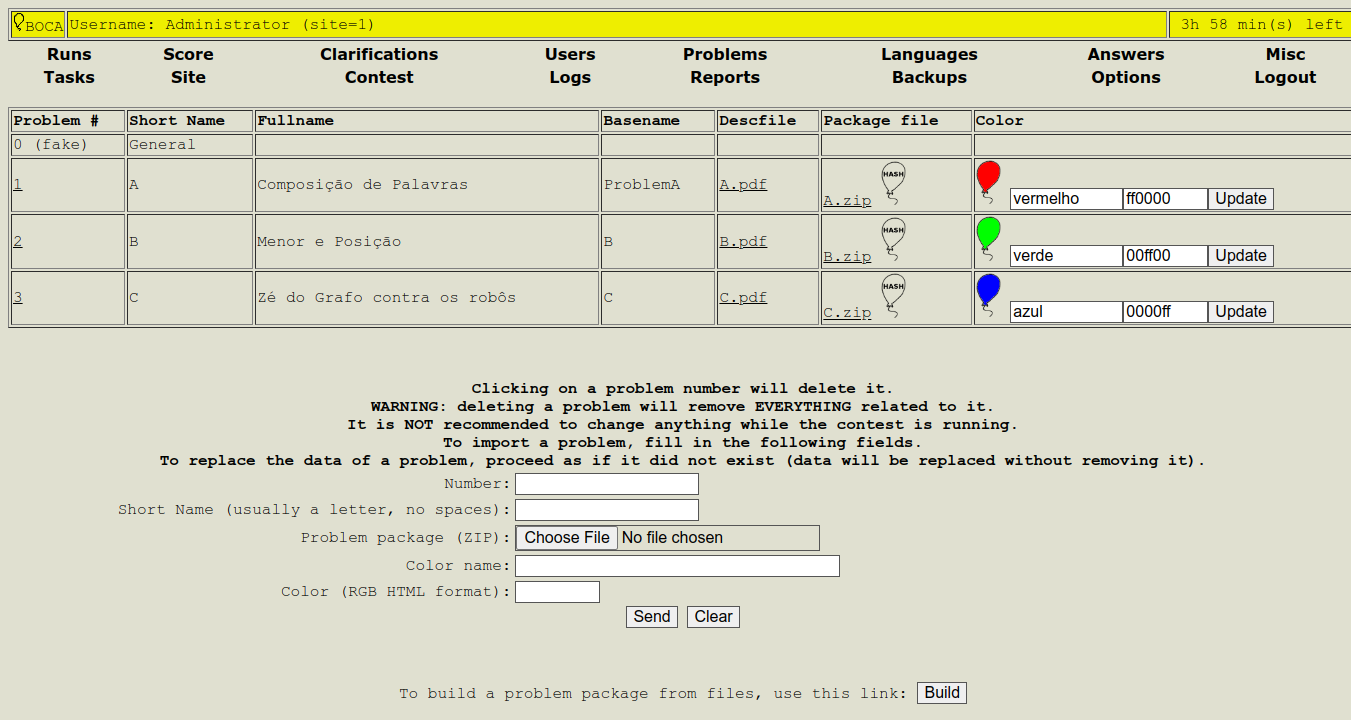 BOCA Username: Administrator (site=1) 3h 58 min(s) left
Runs Score Clarifications Users Problems Languages Answers Misc
Tasks Site Contest Logs Reports Backups Options Logout
Problem # Short Name Fullname Basename Descfile Package file Color
0 (fake) General
1 A Composição de Palavras ProblemA A.pdf A.zip HASH vermelho ff0000 Update
2 B Menor e Posição B B.pdf B.zip HASH verde 00ff00 Update
3 C Zé do Grafo contra os robôs C C.pdf C.zip HASH azul 0000ff Update
Clicking on a problem number will delete it.
WARNING: deleting a problem will remove EVERYTHING related to it.
It is NOT recommended to change anything while the contest is running.
To import a problem, fill in the following fields.
To replace the data of a problem, proceed as if it did not exist (data will be replaced without removing it).
Number:
Short Name (usually a letter, no spaces):
Problem package (ZIP): Choose File No file chosen
Color name:
Color (RGB HTML format):
Send Clear
To build a problem package from files, use this link: Build